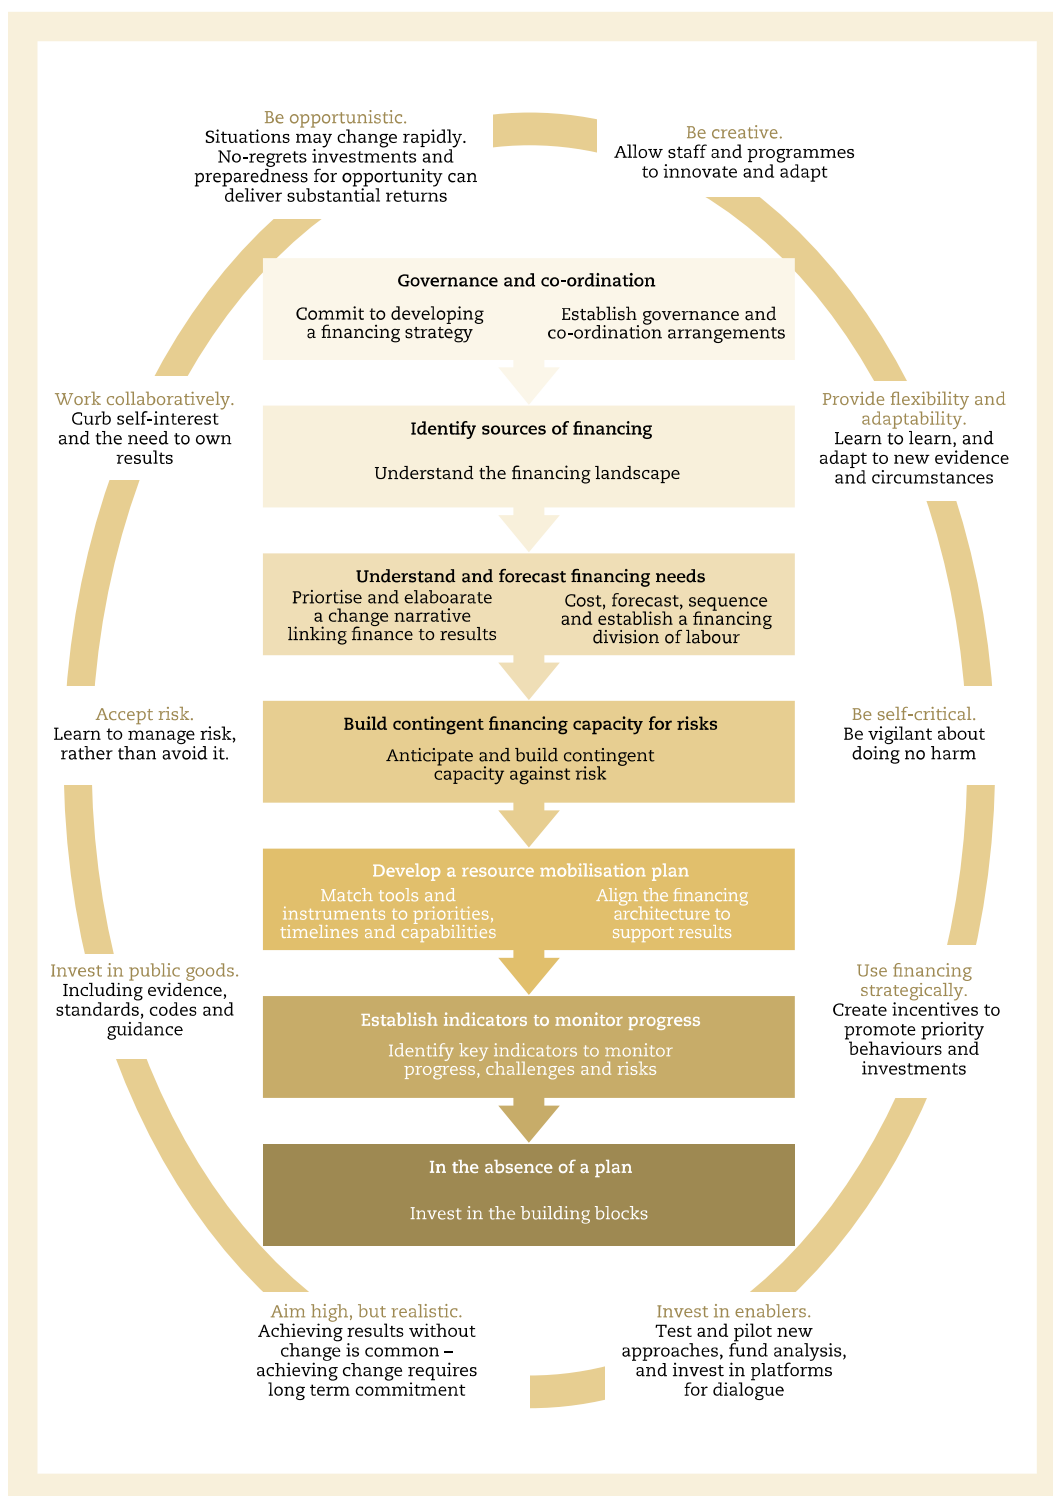 Be opportunistic.
Situations may change rapidly.
No-regrets investments and
preparedness for opportunity can
deliver substantial returns
Be creative.
Allow staff and programmes
to innovate and adapt
Governance and co-ordination
Commit to developing
a financing strategy
Establish governance and
co-ordination arrangements
Work collaboratively.
Curb self-interest
and the need to own
results
Provide flexibility and
adaptability.
Learn to learn, and
adapt to new evidence
and circumstances
Identify sources of financing
Understand the financing landscape
Understand and forecast financing needs
Priortise and elaboarate
a change narrative
linking finance to results
Cost, forecast, sequence
and establish a financing
division of labour
Accept risk.
Learn to manage risk,
rather than avoid it.
Be self-critical.
Be vigilant about
doing no harm
Build contingent financing capacity for risks
Anticipate and build contingent
capacity against risk
Develop a resource mobilisation plan
Match tools and
instruments to priorities,
timelines and capabilities
Align the financing
architecture to
support results
Invest in public goods.
Including evidence,
standards, codes and
guidance
Use financing
strategically.
Create incentives to
promote priority
behaviours and
investments
Establish indicators to monitor progress
Identify key indicators to monitor
progress, challenges and risks
In the absence of a plan
Invest in the building blocks
Aim high, but realistic.
Achieving results without
change is common –
achieving change requires
long term commitment
Invest in enablers.
Test and pilot new
approaches, fund analysis,
and invest in platforms
for dialogue